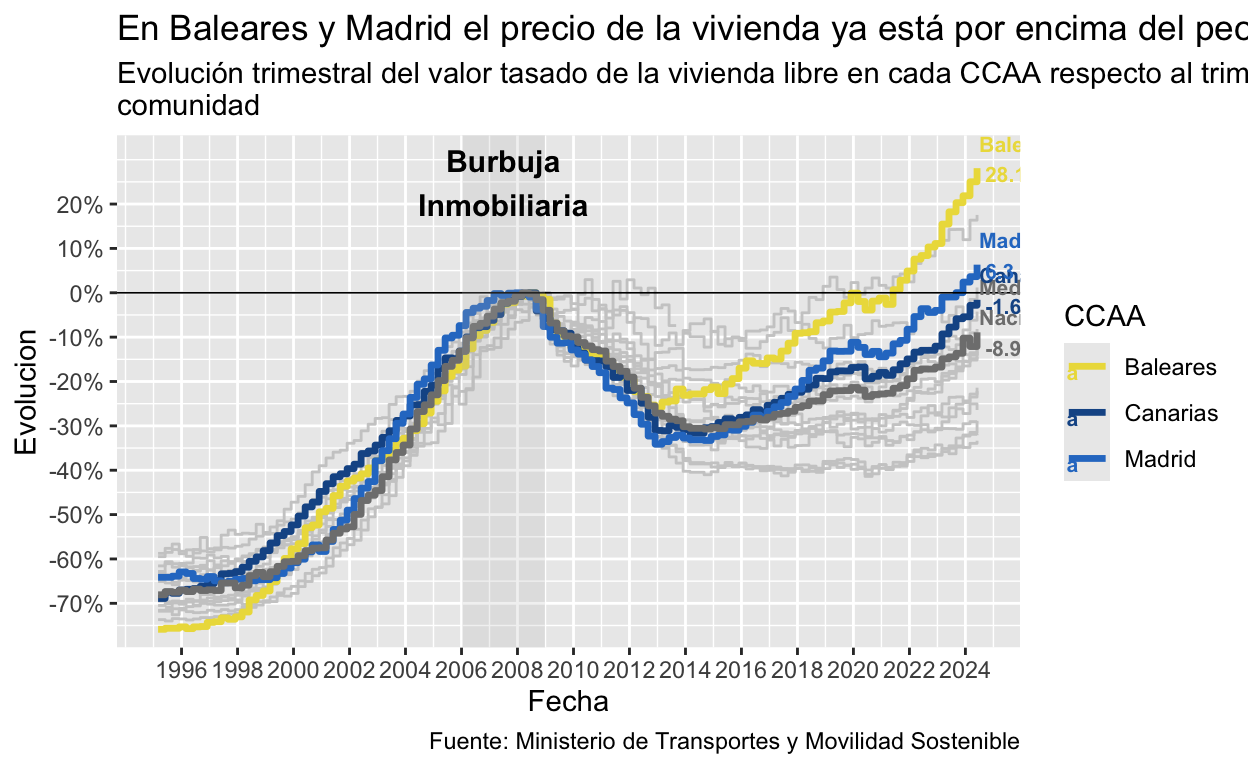 En Baleares y Madrid el precio de la vivienda ya está por encima del
Evolución trimestral del valor tasado de la vivienda libre en cada CCAA respecto al
comunidad
Burbuja
Inmobiliaria
Bale
28.1
Mad
6.3
Can
Med
-1.6
Naci
-8.9
20%
10%
0%
-10%
-20%
-30%
-40%
-50%
-60%
-70%
Evolucion
1996 1998 2000 2002 2004 2006 2008 2010 2012 2014 2016 2018 2020 2022 2024
Fecha
CCAA
a Baleares
a Canarias
a Madrid
Fuente: Ministerio de Transportes y Movilidad Sostenible